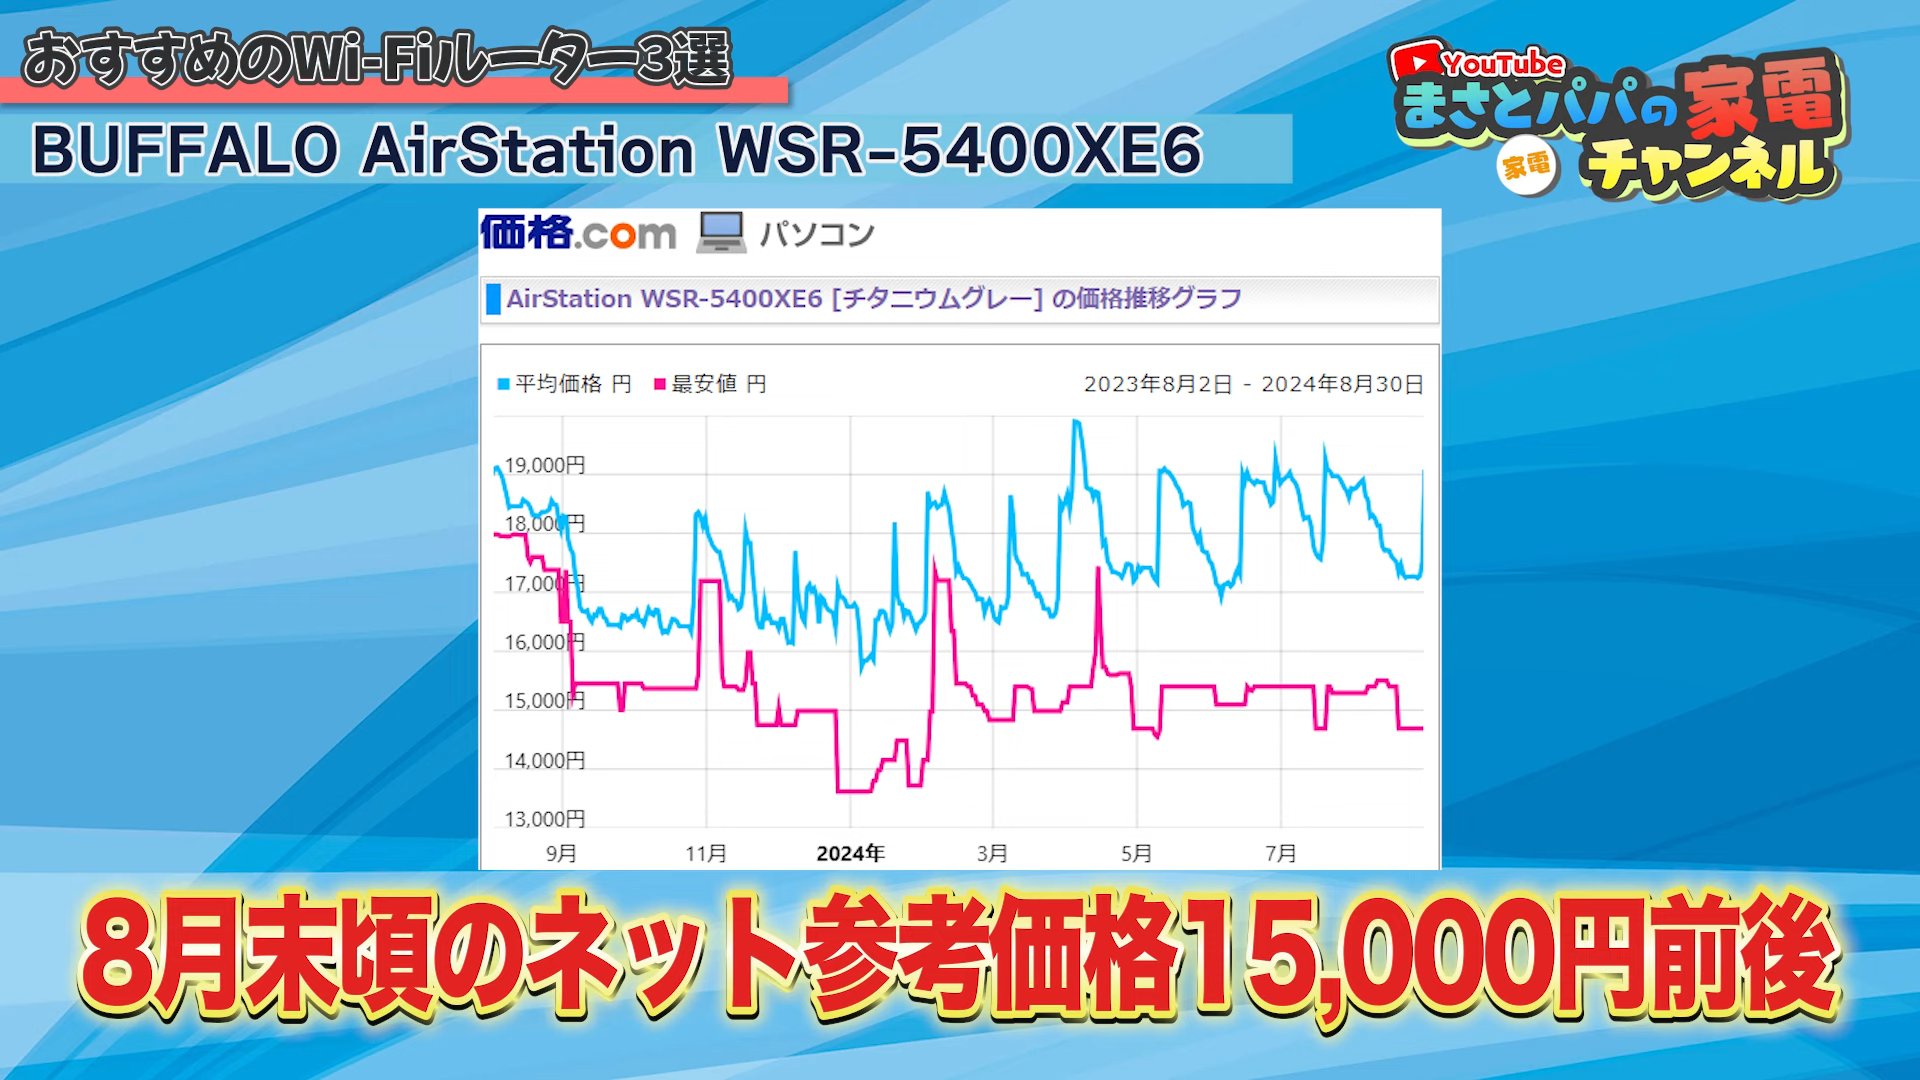 おすすめのWi-Fiルーター3選
YouTube
まさとパパの家電
家電
チャンネル
BUFFALO AirStation WSR-5400XE6
価格.com パソコン
AirStation WSR-5400XE6 [チタニウムグレー] の価格推移グラフ
平均価格 円 最安値 円 2023年8月2日 - 2024年8月30日
19,000円
18,000円
17,000円
16,000円
15,000円
14,000円
13,000円
9月 11月 2024年 3月 5月 7月
8月末頃のネット参考価格15,000円前後